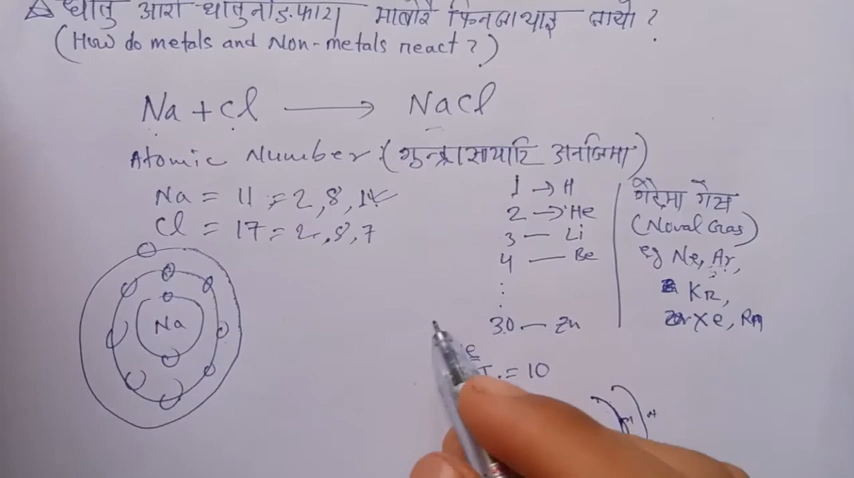 धातु आरो धातुनोङ.फोरा माबोरै फिनजाथाइ जायो?
(How do metals and Non-metals react?)
Na + Cl → NaCl
Atomic Number: (गुन्द्रासायारि अनजिमा)
Na = 11 = 2, 8, 1
Cl = 17 = 2, 8, 7
Na
1 → H
2 → He
3 — Li
4 — Be
:
30 — Zn
= 10
गैस
(Noval Gas)
eg Ne, Ar,
Kr,
Xe, Rn